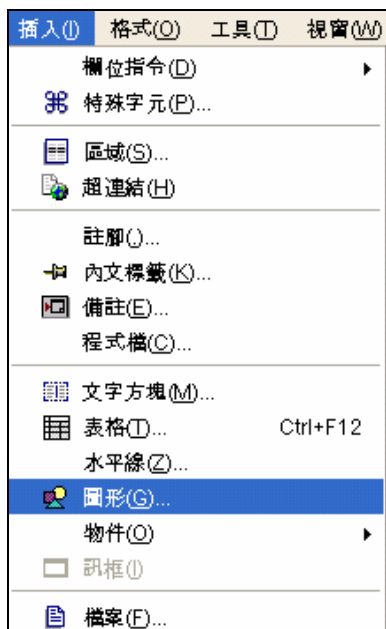 插入(I) 格式(O) 工具(T) 視窗(W)
欄位指令(D)
特殊字元(P)...
區域(S)...
超連結(H)
註腳(.)...
內文標籤(K)...
備註(E)...
程式檔(C)...
文字方塊(M)...
表格(T)... Ctrl+F12
水平線(Z)...
圖形(G)...
物件(O)
訊框(I)
檔案(F)...